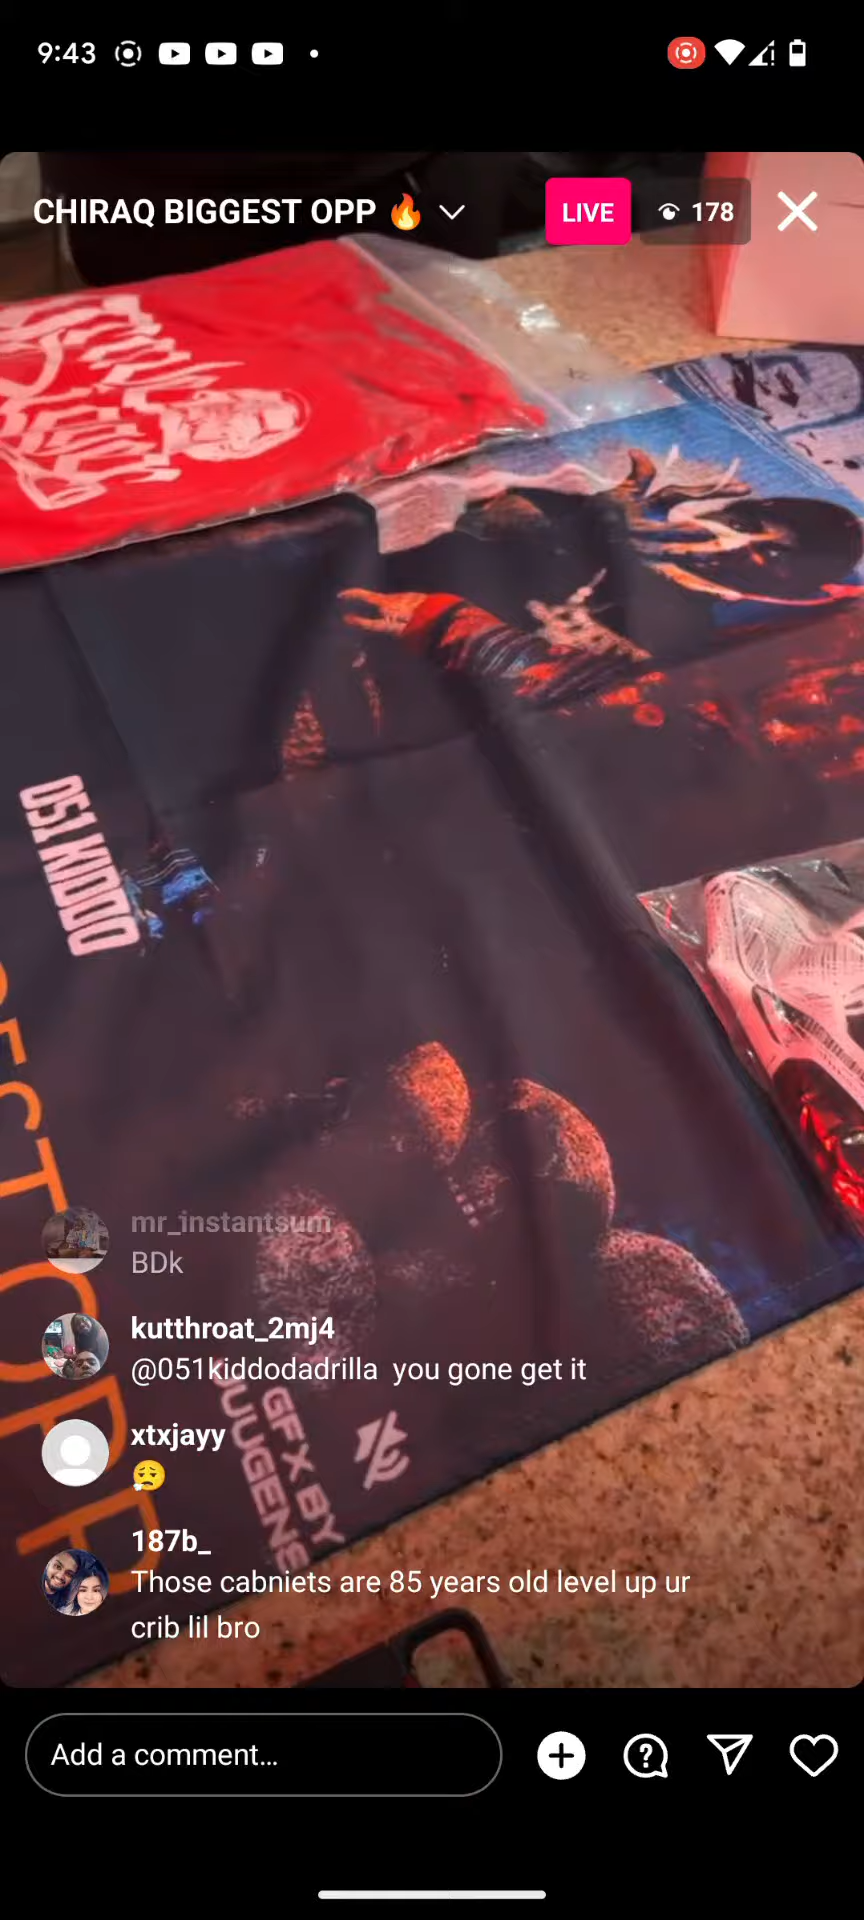 9:43
CHIRAQ BIGGEST OPP 🔥
LIVE
178
051 KIDDO
OPP
GFX BY
mr_instantsum
BDk
kutthroat_2mj4
@051kiddodadrilla you gone get it
xtxjayy
😮‍💨
187b_
Those cabniets are 85 years old level up ur
crib lil bro
Add a comment...